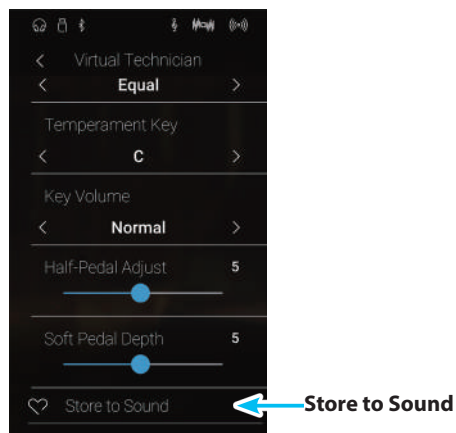 Virtual Technician
Equal
Temperament Key
C
Key Volume
Normal
Half-Pedal Adjust 5
Soft Pedal Depth 5
Store to Sound
Store to Sound